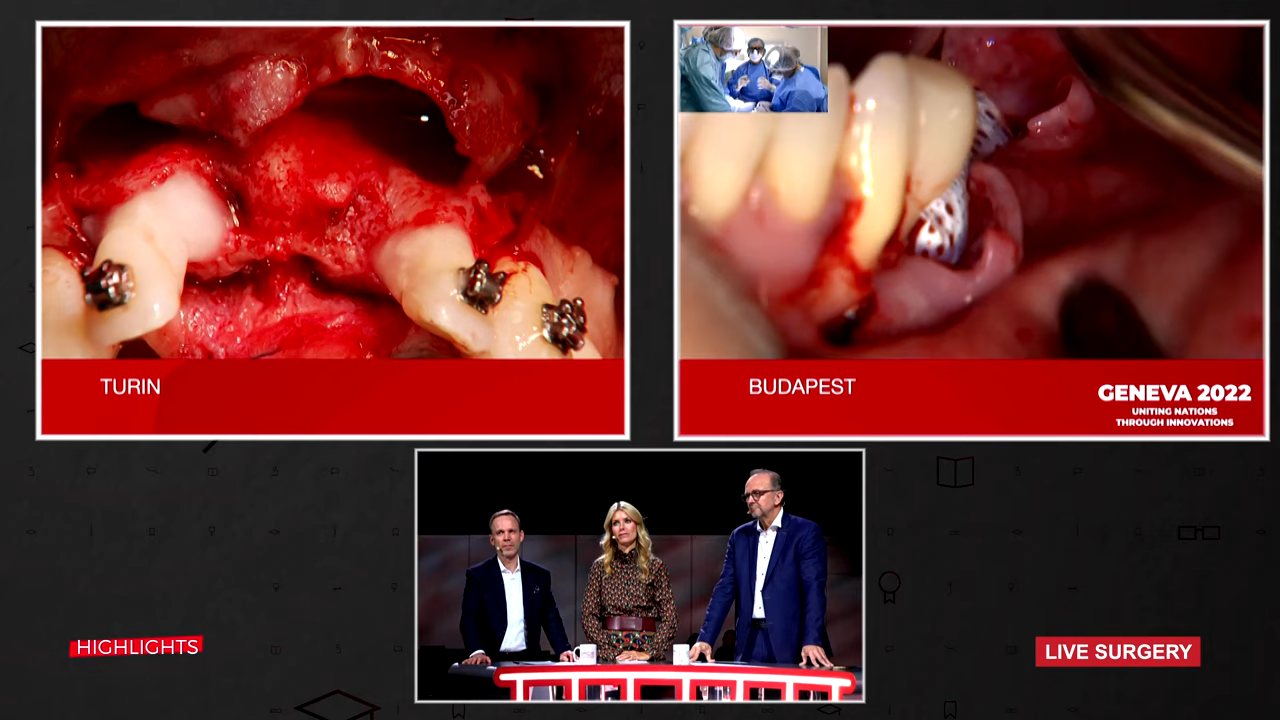 TURIN
BUDAPEST
GENEVA 2022
UNITING NATIONS
THROUGH INNOVATIONS
HIGHLIGHTS
LIVE SURGERY